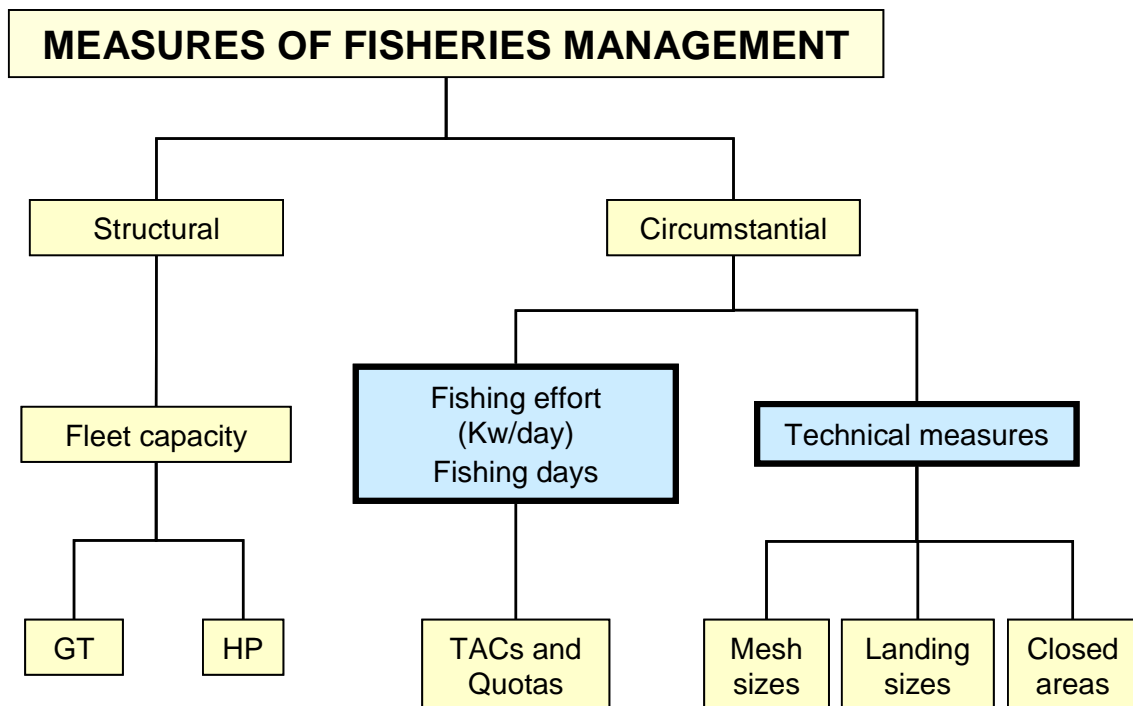 MEASURES OF FISHERIES MANAGEMENT
Structural
Circumstantial
Fishing effort
(Kw/day)
Fishing days
Fleet capacity
Technical measures
GT
HP
TACs and
Quotas
Mesh
sizes
Landing
sizes
Closed
areas